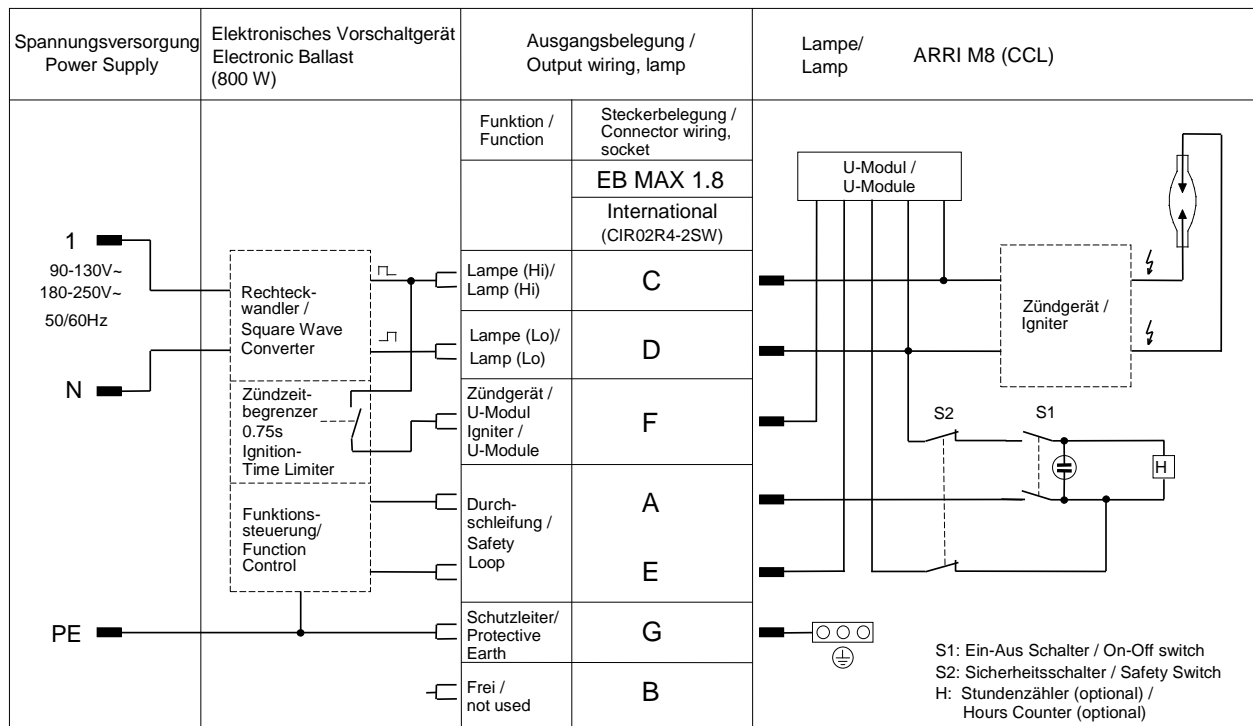 Spannungsversorgung
Power Supply
Elektronisches Vorschaltgerät
Electronic Ballast
(800 W)
Ausgangsbelegung /
Output wiring, lamp
Lampe/
Lamp
ARRI M8 (CCL)
Funktion /
Function
Steckerbelegung /
Connector wiring,
socket
EB MAX 1.8
International
(CIR02R4-2SW)
1
90-130V~
180-250V~
50/60Hz
N
PE
Rechteck-
wandler /
Square Wave
Converter
Zündzeit-
begrenzer
0.75s
Ignition-
Time Limiter
Funktions-
steuerung/
Function
Control
Lampe (Hi)/
Lamp (Hi)
C
Lampe (Lo)/
Lamp (Lo)
D
Zündgerät /
U-Modul
Igniter /
U-Module
F
Durch-
schleifung /
Safety
Loop
A
E
Schutzleiter/
Protective
Earth
G
Frei /
not used
B
U-Modul /
U-Module
Zündgerät /
Igniter
S2
S1
H
S1: Ein-Aus Schalter / On-Off switch
S2: Sicherheitsschalter / Safety Switch
H: Stundenzähler (optional) /
Hours Counter (optional)